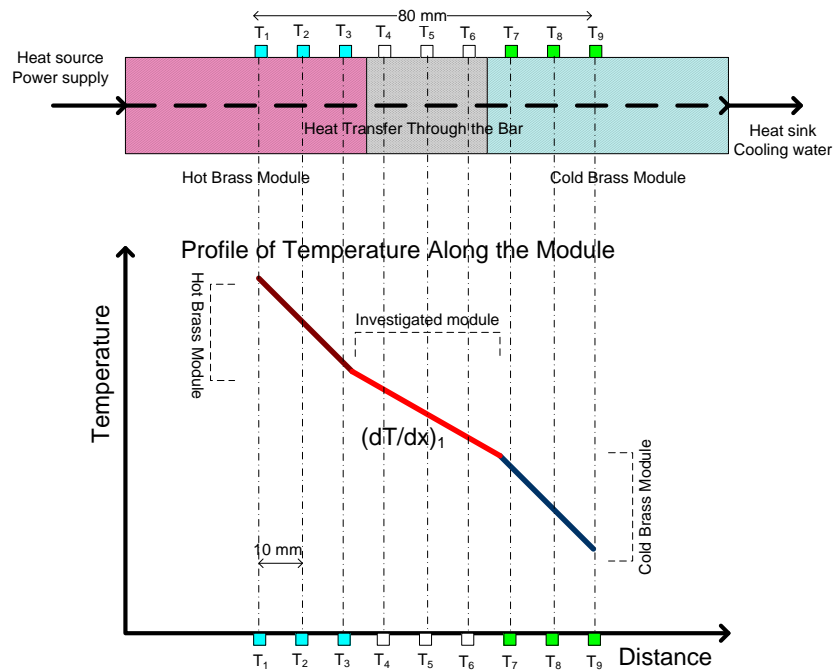 80 mm
T1 T2 T3 T4 T5 T6 T7 T8 T9
Heat source
Power supply
Heat Transfer Through the Bar
Heat sink
Cooling water
Hot Brass Module
Cold Brass Module
Profile of Temperature Along the Module
Hot Brass Module
Investigated module
Temperature
(dT/dx)1
Cold Brass Module
10 mm
T1 T2 T3 T4 T5 T6 T7 T8 T9
Distance